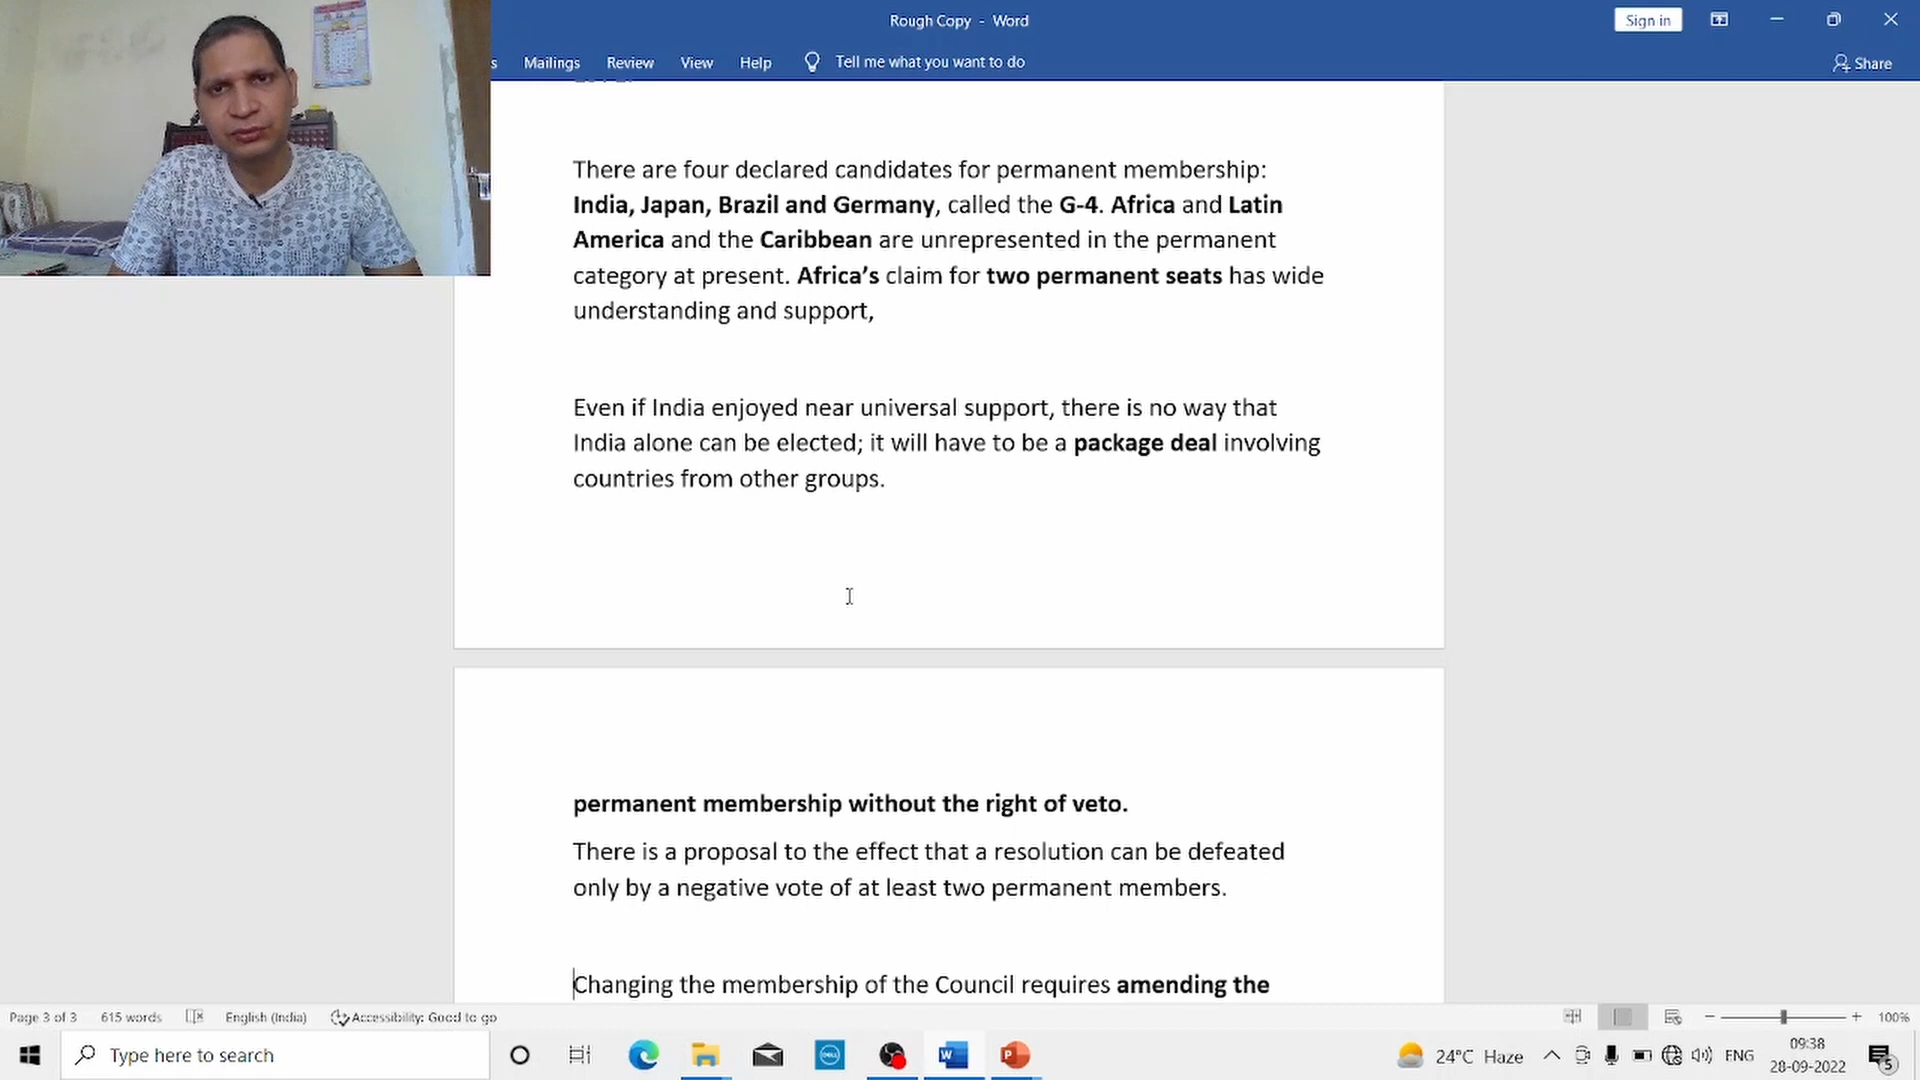 Rough Copy - Word
Sign in
s Mailings Review View Help Tell me what you want to do
Share
There are four declared candidates for permanent membership:
India, Japan, Brazil and Germany, called the G-4. Africa and Latin
America and the Caribbean are unrepresented in the permanent
category at present. Africa’s claim for two permanent seats has wide
understanding and support,
Even if India enjoyed near universal support, there is no way that
India alone can be elected; it will have to be a package deal involving
countries from other groups.
permanent membership without the right of veto.
There is a proposal to the effect that a resolution can be defeated
only by a negative vote of at least two permanent members.
Changing the membership of the Council requires amending the
Page 3 of 3 615 words English (India) Accessibility: Good to go
100%
Type here to search
DELL
24°C Haze
ENG
09:38
28-09-2022
5